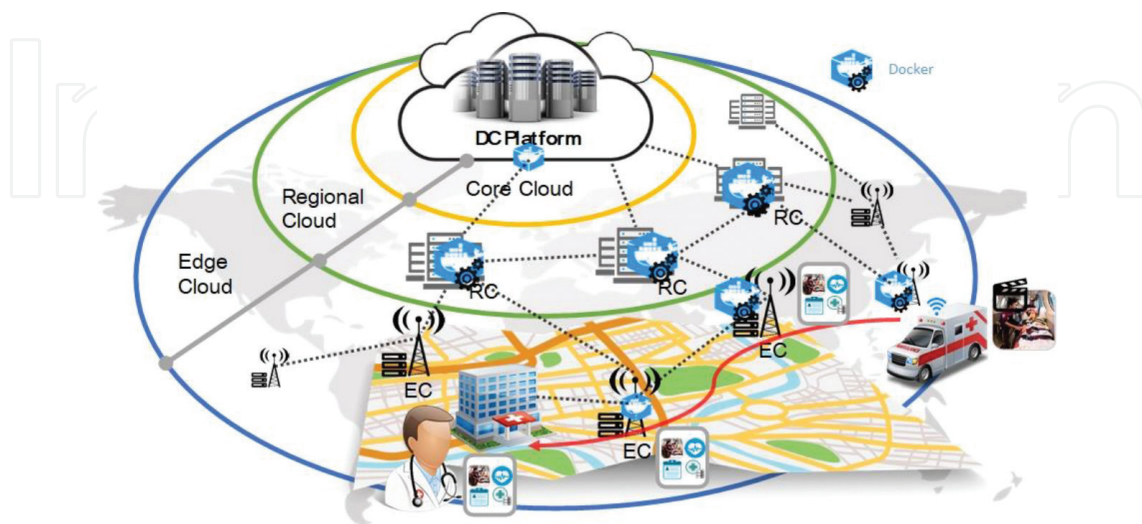 Docker
DC Platform
Core Cloud
Regional
Cloud
RC
Edge
Cloud
RC
RC
EC
EC
EC